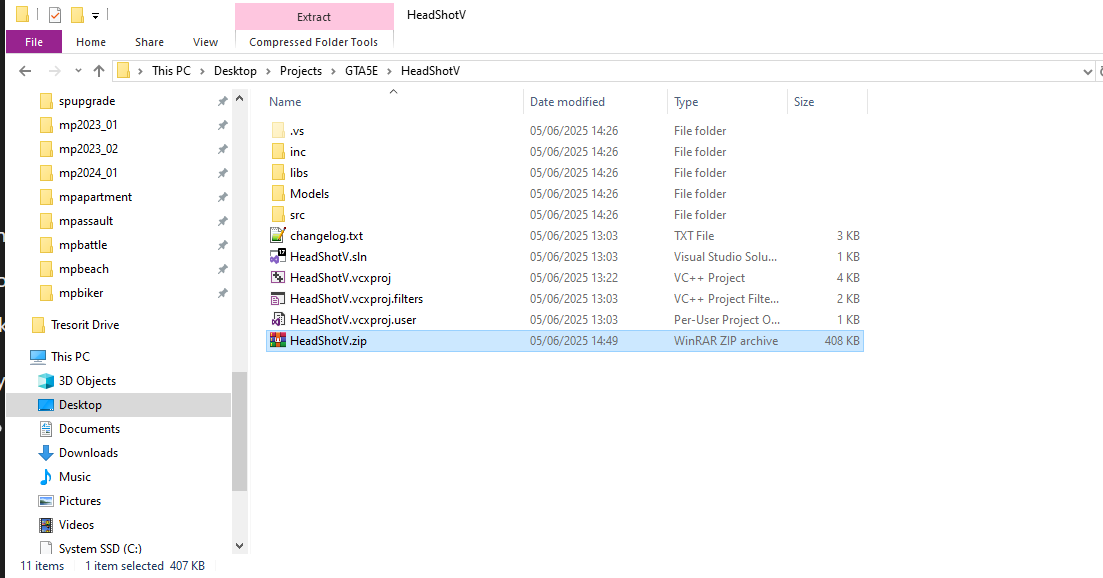 Extract HeadShotV
File Home Share View Compressed Folder Tools
This PC Desktop Projects GTA5E HeadShotV
Name Date modified Type Size
spupgrade
mp2023_01
mp2023_02
mp2024_01
mpapartment
mpassault
mpbattle
mpbeach
mpbiker
Tresorit Drive
This PC
3D Objects
Desktop
Documents
Downloads
Music
Pictures
Videos
System SSD (C:)
.vs 05/06/2025 14:26 File folder
inc 05/06/2025 14:26 File folder
libs 05/06/2025 14:26 File folder
Models 05/06/2025 14:26 File folder
src 05/06/2025 14:26 File folder
changelog.txt 05/06/2025 13:03 TXT File 3 KB
HeadShotV.sln 05/06/2025 13:03 Visual Studio Solu... 1 KB
HeadShotV.vcxproj 05/06/2025 13:22 VC++ Project 4 KB
HeadShotV.vcxproj.filters 05/06/2025 13:03 VC++ Project Filte... 2 KB
HeadShotV.vcxproj.user 05/06/2025 13:03 Per-User Project O... 1 KB
HeadShotV.zip 05/06/2025 14:49 WinRAR ZIP archive 408 KB
11 items 1 item selected 407 KB